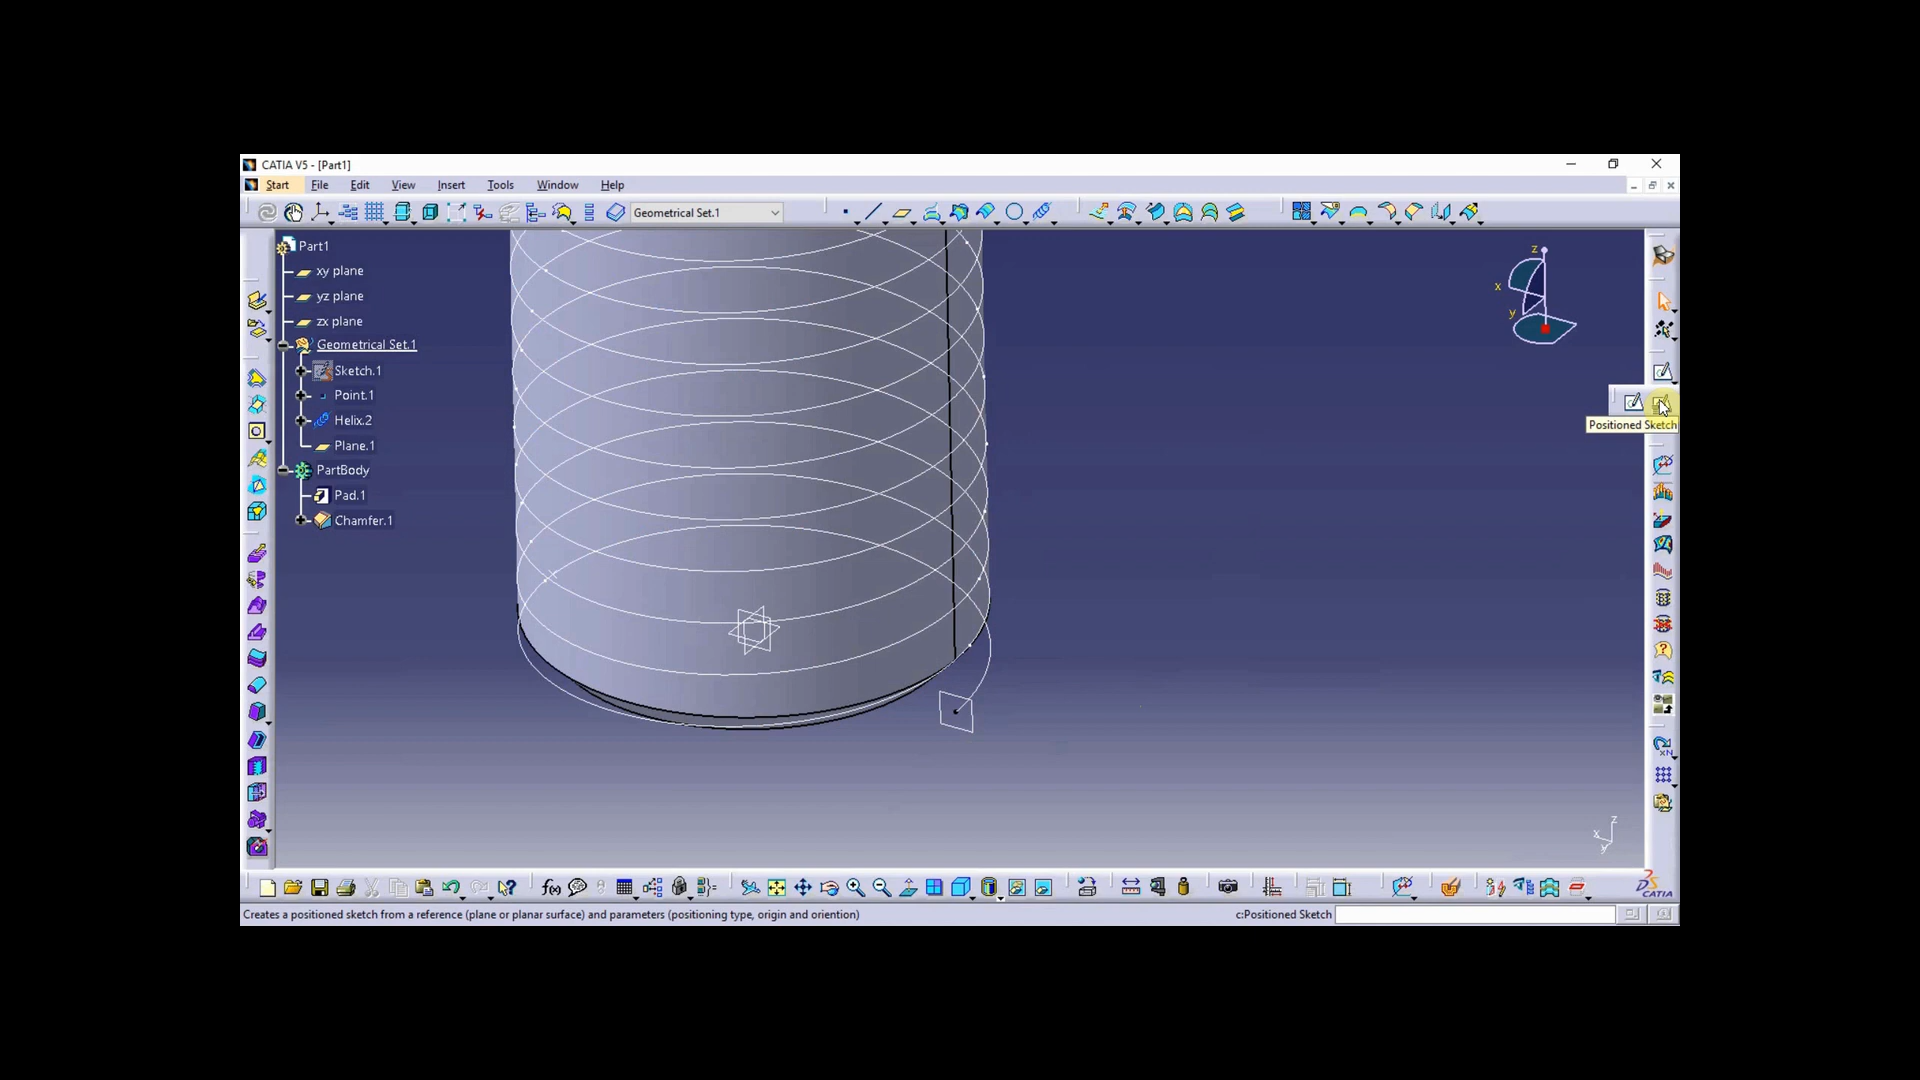 CATIA V5 - [Part1]
Start File Edit View Insert Tools Window Help
Geometrical Set.1
Part1
xy plane
yz plane
zx plane
Geometrical Set.1
Sketch.1
Point.1
Helix.2
Plane.1
PartBody
Pad.1
Chamfer.1
z
x
y
Positioned Sketch
z
x
y
f(x)
CATIA
Creates a positioned sketch from a reference (plane or planar surface) and parameters (positioning type, origin and orientation)
c:Positioned Sketch